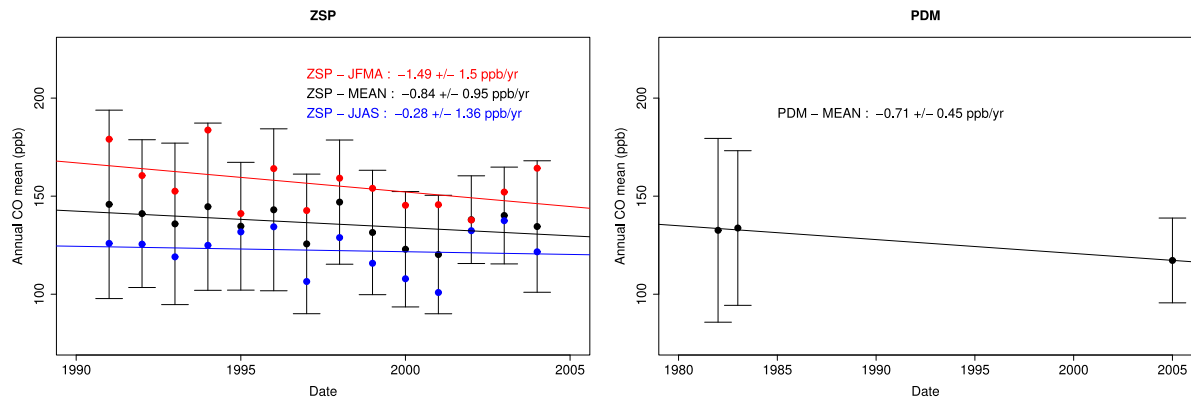 ZSP
ZSP − JFMA : −1.49 +/− 1.5 ppb/yr
ZSP − MEAN : −0.84 +/− 0.95 ppb/yr
ZSP − JJAS : −0.28 +/− 1.36 ppb/yr
Annual CO mean (ppb)
200
150
100
1990 1995 2000 2005
Date
PDM
PDM − MEAN : −0.71 +/− 0.45 ppb/yr
Annual CO mean (ppb)
200
150
100
1980 1985 1990 1995 2000 2005
Date